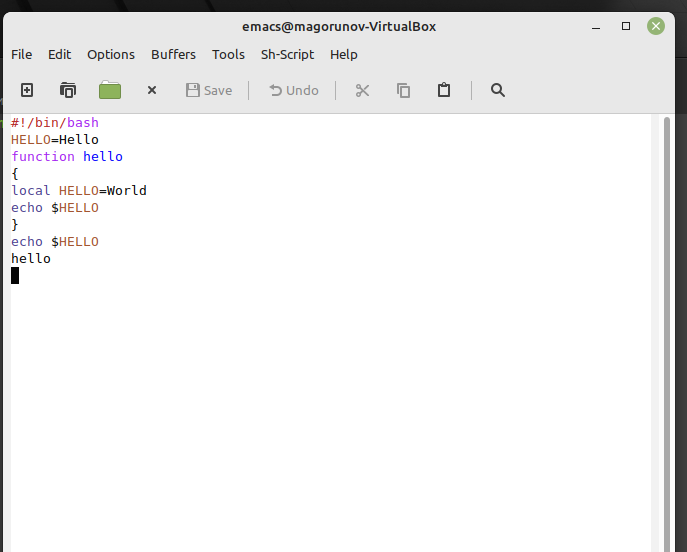 emacs@magorunov-VirtualBox
File Edit Options Buffers Tools Sh-Script Help
Save Undo
#!/bin/bash
HELLO=Hello
function hello
{
local HELLO=World
echo $HELLO
}
echo $HELLO
hello